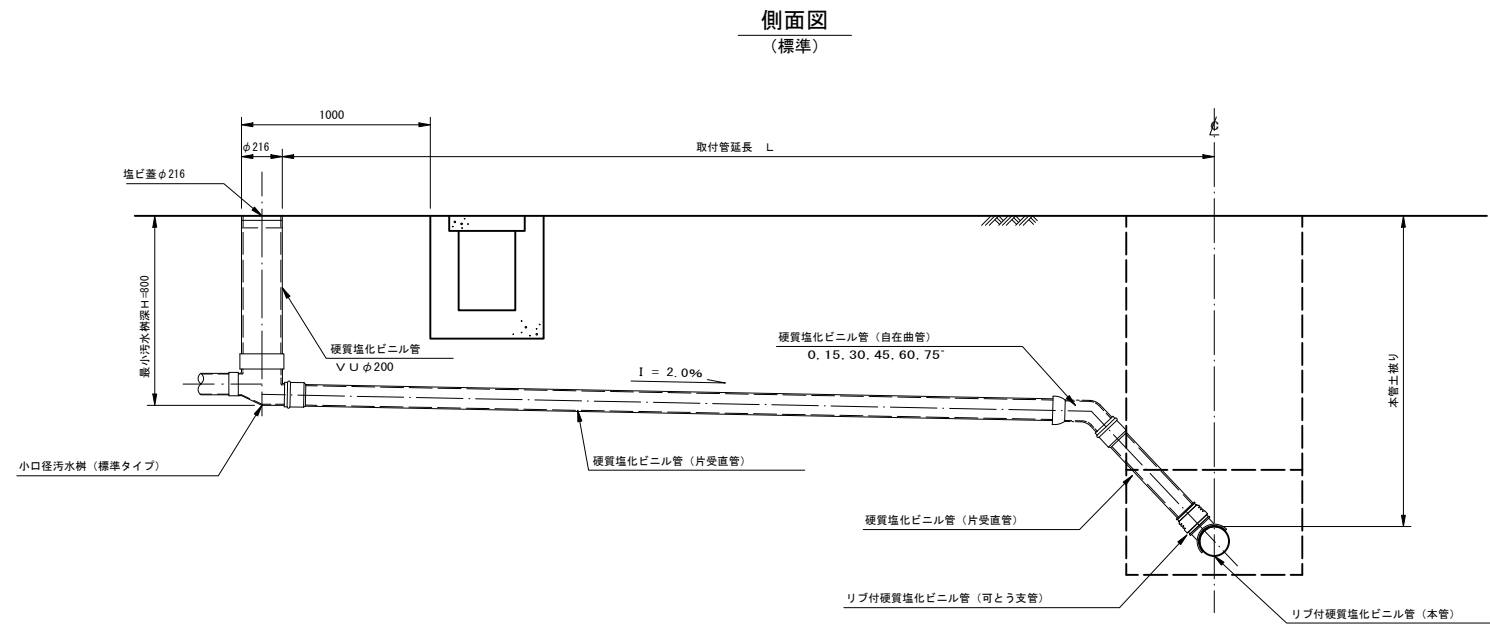 側面図
(標準)
1000
φ216
取付管延長 L
塩ビ蓋φ216
最小汚水桝深H=800
硬質塩化ビニル管
VUφ200
I = 2.0%
硬質塩化ビニル管(自在曲管)
0, 15, 30, 45, 60, 75°
本管土被り
小口径汚水桝(標準タイプ)
硬質塩化ビニル管(片受直管)
硬質塩化ビニル管(片受直管)
リブ付硬質塩化ビニル管(可とう支管)
リブ付硬質塩化ビニル管(本管)